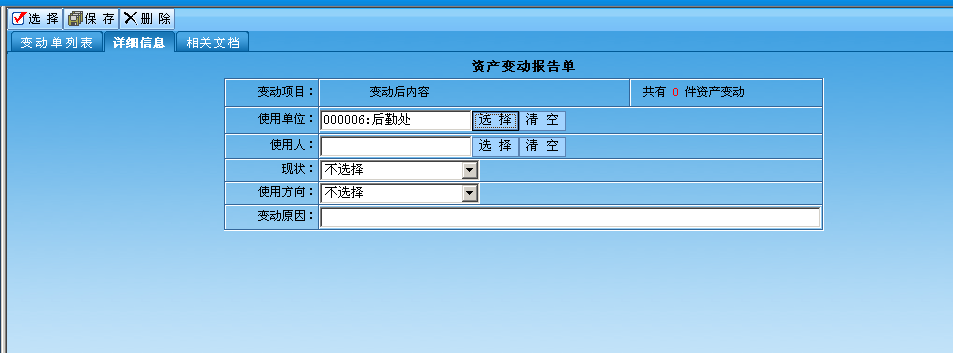 选 择 保 存 删 除
变动单列表 详细信息 相关文档
资产变动报告单
变动项目： 变动后内容 共有 0 件资产变动
使用单位： 000006:后勤处 选 择 清 空
使用人： 选 择 清 空
现状： 不选择
使用方向： 不选择
变动原因：